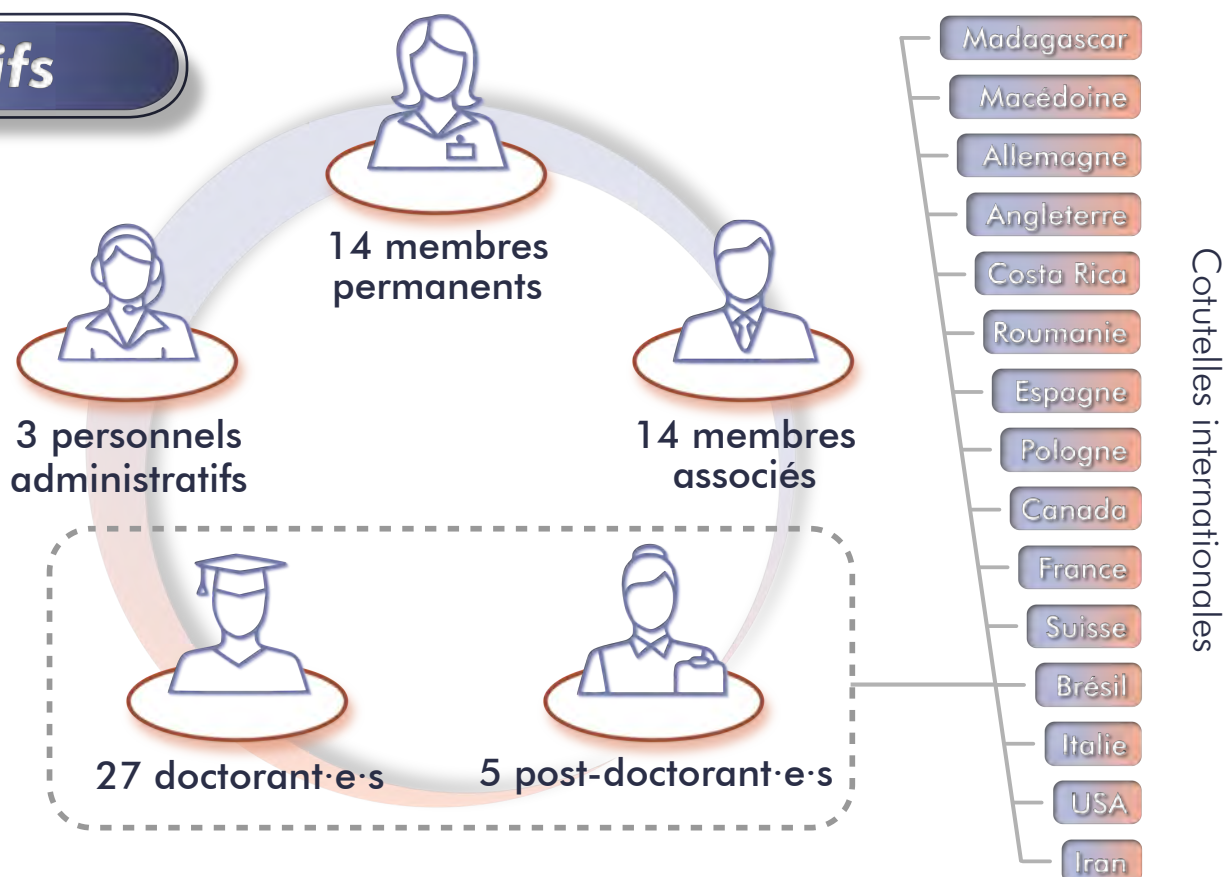 ifs
14 membres
permanents
3 personnels
administratifs
14 membres
associés
27 doctorant·e·s
5 post-doctorant·e·s
Madagascar
Macédoine
Allemagne
Angleterre
Costa Rica
Roumanie
Espagne
Pologne
Canada
France
Suisse
Brésil
Italie
USA
Iran
Cotutelles internationales